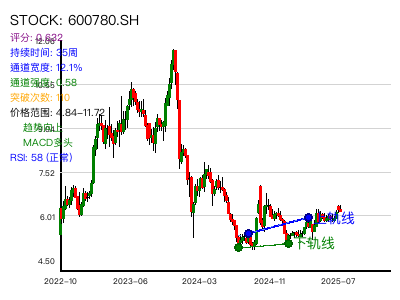 STOCK: 600780.SH
评分: 0.632
持续时间: 35周
通道宽度: 12.1%
通道强度: 0.58
突破次数:
价格范围: 4.84-11.72
趋势向上
MACD多头
RSI: 58 (正常)
7.52
6.01
4.50
上轨线
下轨线
2022-10
2023-06
2024-03
2024-11
2025-07